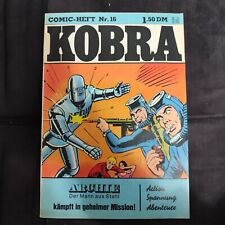 COMIC-HEFT Nr. 16 1.50 DM
KOBRA
ARCHIE
Der Mann aus Stahl
kämpft in geheimer Mission!
Action
Spannung
Abenteuer